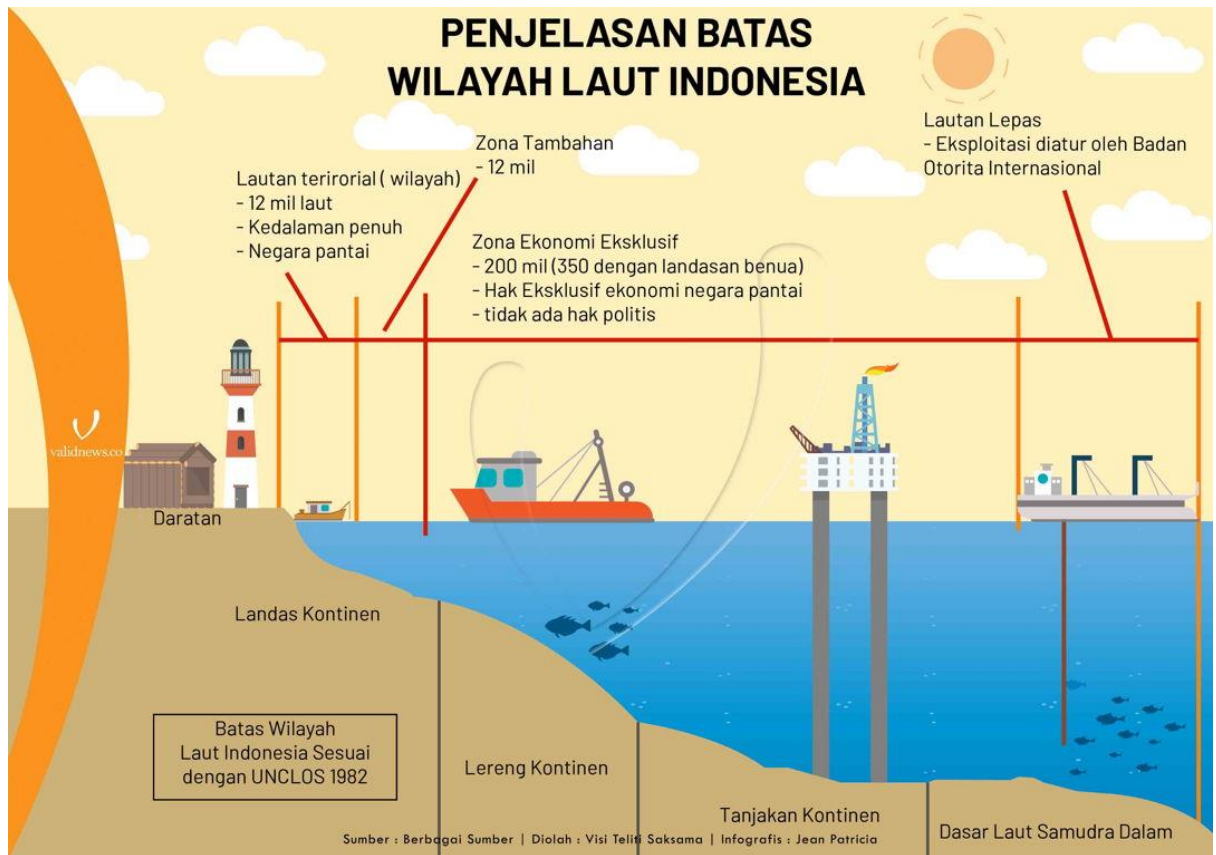 PENJELASAN BATAS
WILAYAH LAUT INDONESIA
Lautan terirorial ( wilayah)
- 12 mil laut
- Kedalaman penuh
- Negara pantai
Zona Tambahan
- 12 mil
Zona Ekonomi Eksklusif
- 200 mil (350 dengan landasan benua)
- Hak Eksklusif ekonomi negara pantai
- tidak ada hak politis
Lautan Lepas
- Eksploitasi diatur oleh Badan
Otorita Internasional
validnews.co
Daratan
Landas Kontinen
Batas Wilayah
Laut Indonesia Sesuai
dengan UNCLOS 1982
Lereng Kontinen
Tanjakan Kontinen
Dasar Laut Samudra Dalam
Sumber : Berbagai Sumber | Diolah : Visi Teliti Saksama | Infografis : Jean Patricia